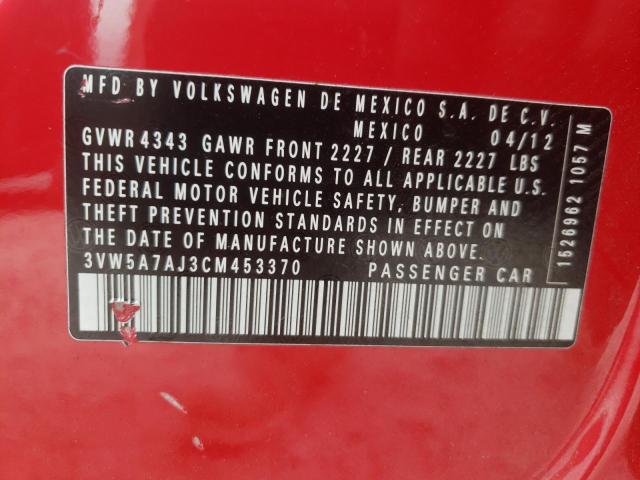 MFD BY VOLKSWAGEN DE MEXICO S.A. DE C.V.
MEXICO 04/12
GVWR 4343 GAWR FRONT 2227 / REAR 2227 LBS
THIS VEHICLE CONFORMS TO ALL APPLICABLE U.S.
FEDERAL MOTOR VEHICLE SAFETY, BUMPER AND
THEFT PREVENTION STANDARDS IN EFFECT ON
THE DATE OF MANUFACTURE SHOWN ABOVE.
3VW5A7AJ3CM453370 PASSENGER CAR
1526962 1057 M